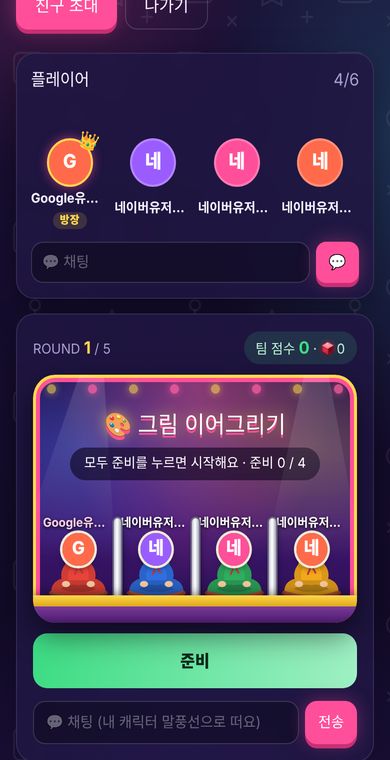 친구 초대
나가기
플레이어
4/6
G
네
네
네
Google유...
네이버유저...
네이버유저...
네이버유저...
방장
💬 채팅
💬
ROUND 1 / 5
팀 점수 0 · 0
🎨 그림 이어그리기
모두 준비를 누르면 시작해요 · 준비 0 / 4
Google유...
네이버유저...
네이버유저...
네이버유저...
G
네
네
네
준비
💬 채팅 (내 캐릭터 말풍선으로 떠요)
전송